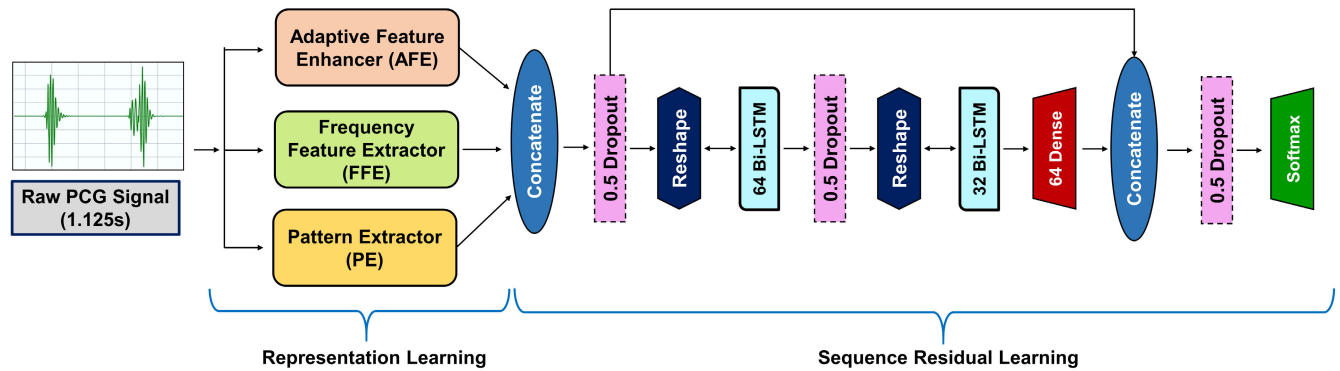 Raw PCG Signal
(1.125s)
Adaptive Feature
Enhancer (AFE)
Frequency
Feature Extractor
(FFE)
Pattern Extractor
(PE)
Concatenate
0.5 Dropout
Reshape
64 Bi-LSTM
0.5 Dropout
Reshape
32 Bi-LSTM
64 Dense
Concatenate
0.5 Dropout
Softmax
Representation Learning
Sequence Residual Learning